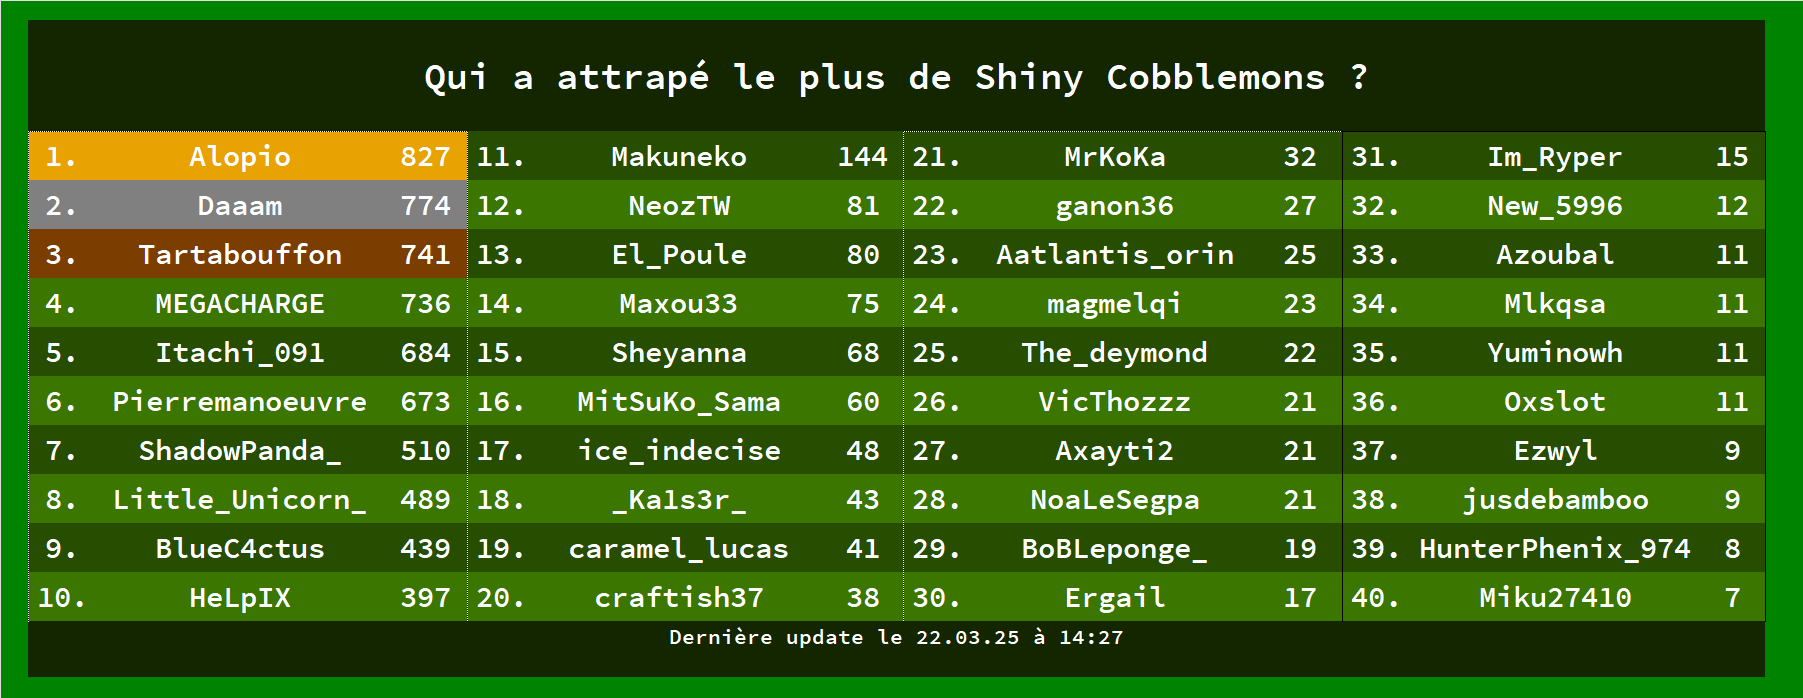 Qui a attrapé le plus de Shiny Cobblemons ?
1. Alopio 827
2. Daaam 774
3. Tartabouffon 741
4. MEGACHARGE 736
5. Itachi_091 684
6. Pierremanoeuvre 673
7. ShadowPanda_ 510
8. Little_Unicorn_ 489
9. BlueC4ctus 439
10. HeLpIX 397
11. Makuneko 144
12. NeozTW 81
13. El_Poule 80
14. Maxou33 75
15. Sheyanna 68
16. MitSuKo_Sama 60
17. ice_indecise 48
18. _Ka1s3r_ 43
19. caramel_lucas 41
20. craftish37 38
21. MrKoKa 32
22. ganon36 27
23. Aatlantis_orin 25
24. magmelqi 23
25. The_deymond 22
26. VicThozzz 21
27. Axayti2 21
28. NoaLeSegpa 21
29. BoBLeponge_ 19
30. Ergail 17
31. Im_Ryper 15
32. New_5996 12
33. Azoubal 11
34. Mlkqsa 11
35. Yuminowh 11
36. Oxslot 11
37. Ezwyl 9
38. jusdebamboo 9
39. HunterPhenix_974 8
40. Miku27410 7
Dernière update le 22.03.25 à 14:27